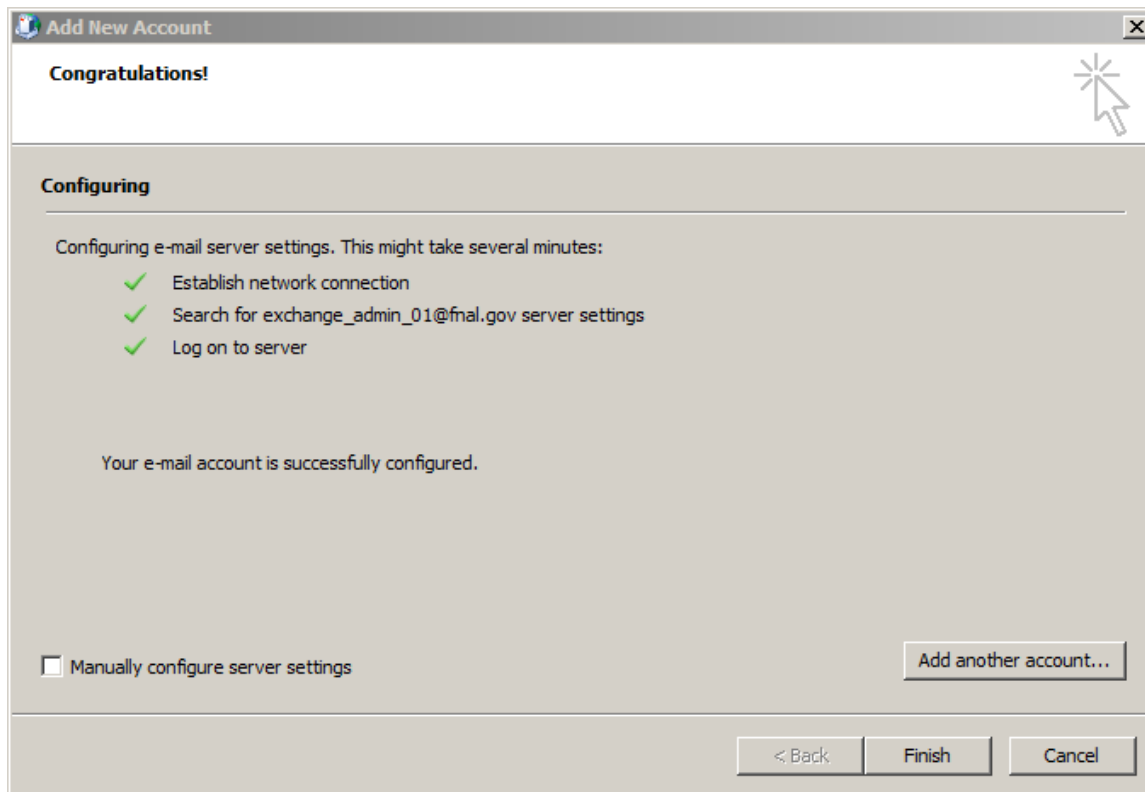 Add New Account
Congratulations!
Configuring
Configuring e-mail server settings. This might take several minutes:
Establish network connection
Search for exchange_admin_01@fnal.gov server settings
Log on to server
Your e-mail account is successfully configured.
Manually configure server settings
Add another account...
< Back
Finish
Cancel